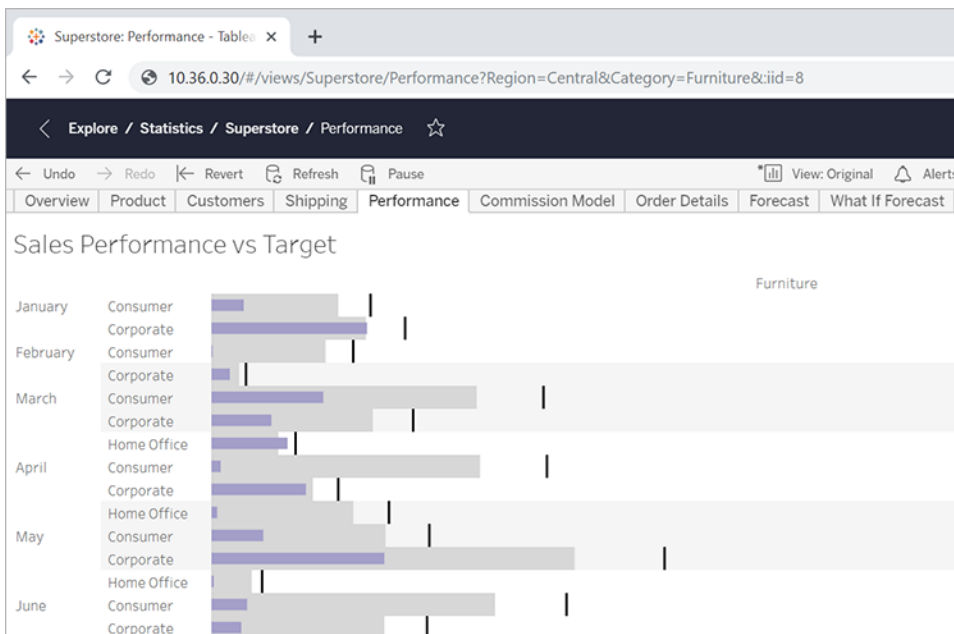 Superstore: Performance - Tablea
10.36.0.30/#/views/Superstore/Performance?Region=Central&Category=Furniture&:iid=8
Explore / Statistics / Superstore / Performance
Undo Redo Revert Refresh Pause View: Original Alerts
Overview Product Customers Shipping Performance Commission Model Order Details Forecast What If Forecast
Sales Performance vs Target
Furniture
January Consumer
Corporate
February Consumer
Corporate
March Consumer
Corporate
Home Office
April Consumer
Corporate
Home Office
May Consumer
Corporate
Home Office
June Consumer
Corporate